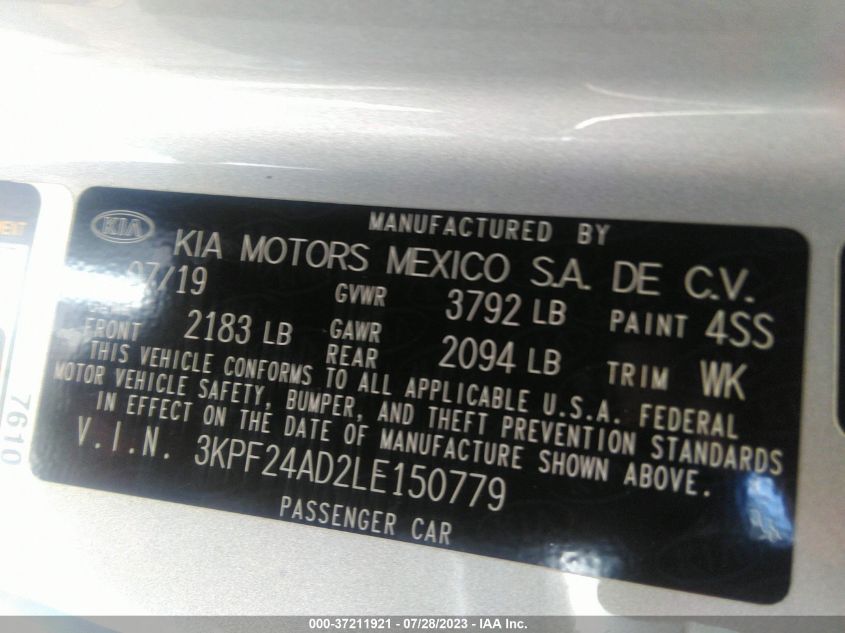 MANUFACTURED BY
KIA KIA MOTORS MEXICO S.A. DE C.V.
07/19 GVWR 3792 LB PAINT 4SS
FRONT 2183 LB GAWR REAR 2094 LB TRIM WK
THIS VEHICLE CONFORMS TO ALL APPLICABLE U.S.A. FEDERAL
MOTOR VEHICLE SAFETY, BUMPER, AND THEFT PREVENTION STANDARDS
IN EFFECT ON THE DATE OF MANUFACTURE SHOWN ABOVE.
V.I.N. 3KPF24AD2LE150779
PASSENGER CAR
7610
000-37211921 / 07/28/2023 - IAA Inc.